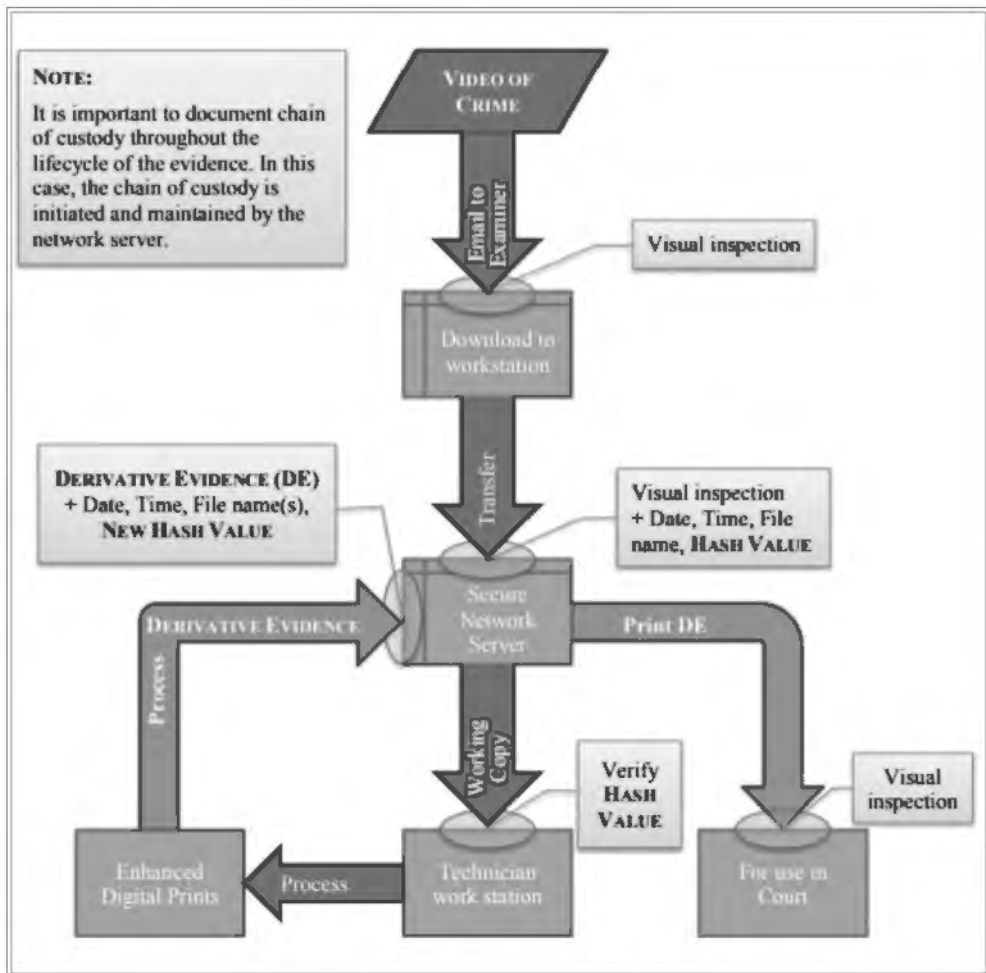 NOTE:
It is important to document chain
of custody throughout the
lifecycle of the evidence. In this
case, the chain of custody is
initiated and maintained by the
network server.
VIDEO OF
CRIME
Email to
Examiner
Visual inspection
Download to
workstation
Transfer
DERIVATIVE EVIDENCE (DE)
+ Date, Time, File name(s),
NEW HASH VALUE
Visual inspection
+ Date, Time, File
name, HASH VALUE
Secure
Network
Server
DERIVATIVE EVIDENCE
Process
Print DE
Working
Copy
Verify
HASH
VALUE
Visual
inspection
Enhanced
Digital Prints
Process
Technician
work station
For use in
Court